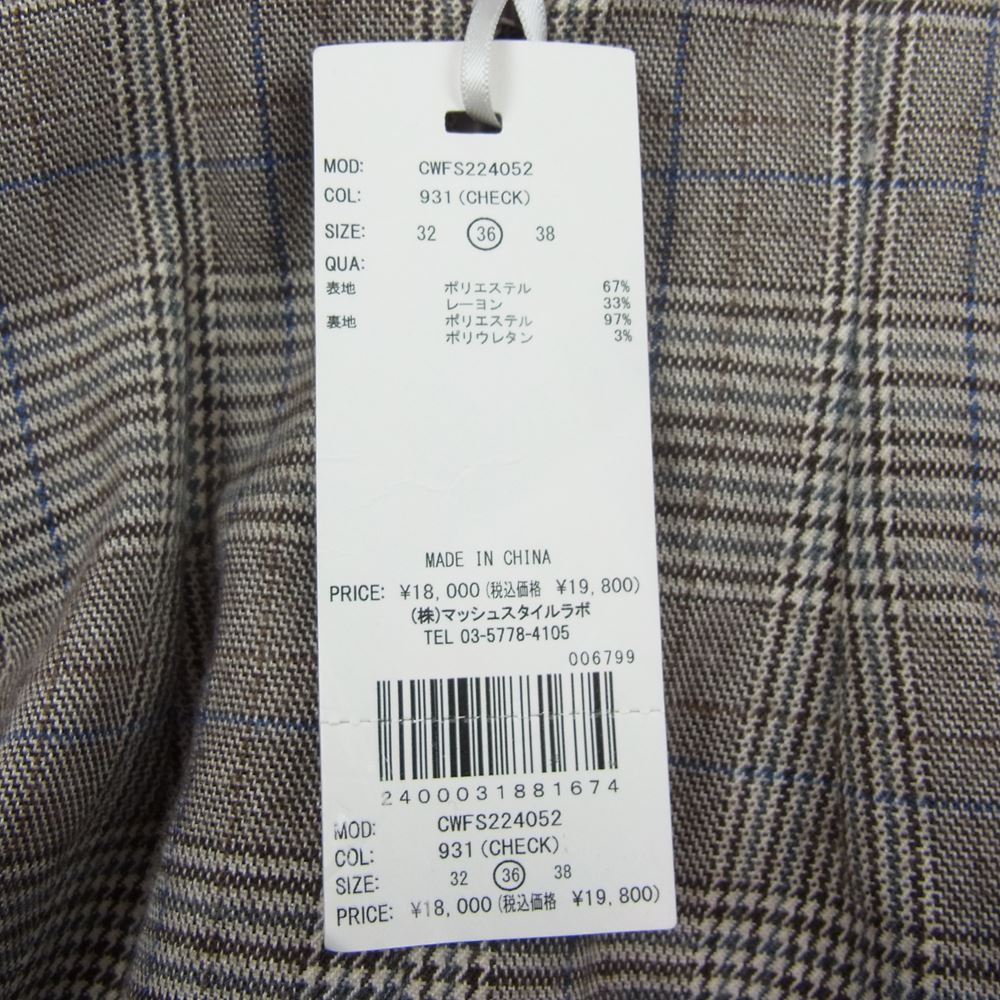 MOD: CWFS224052
COL: 931(CHECK)
SIZE: 32 36 38
QUA:
表地 ポリエステル 67%
レーヨン 33%
裏地 ポリエステル 97%
ポリウレタン 3%
MADE IN CHINA
PRICE: ¥18,000(税込価格 ¥19,800)
(株)マッシュスタイルラボ
TEL 03-5778-4105
006799
2400031881674
MOD: CWFS224052
COL: 931(CHECK)
SIZE: 32 36 38
PRICE: ¥18,000(税込価格 ¥19,800)